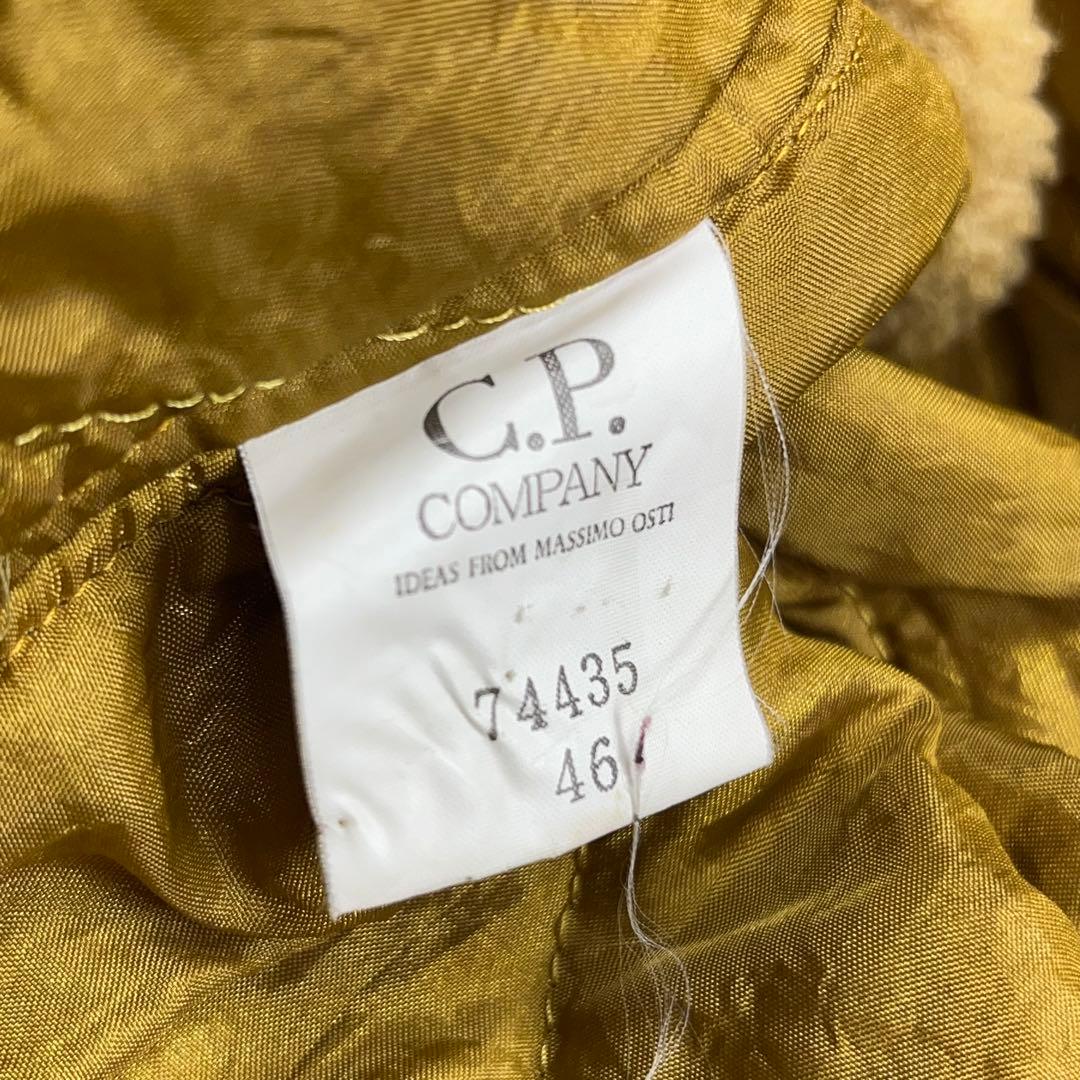 C.P.
COMPANY
IDEAS FROM MASSIMO OSTI
74435
46